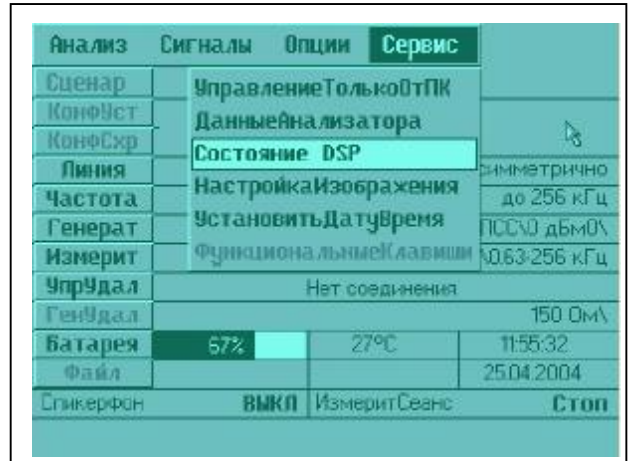 Анализ Сигналы Опции Сервис
Сценар УправлениеТолькоОтПК
КонфУст ДанныеАнализатора
КонфСхр
Состояние DSP
Линия симметрично
НастройкаИзображения
Частота до 256 кГц
УстановитьДатуВремя
Генерат ПСС\0 дБм0\
ФункциональныеКлавиши
Измерит \0.63-256 кГц
УпрУдал Нет соединения
ГенУдал 150 Ом\
Батарея 67% 27°C 11:55:32
Файл 25.04.2004
Спикерфон ВЫКЛ ИзмеритСеанс Стоп